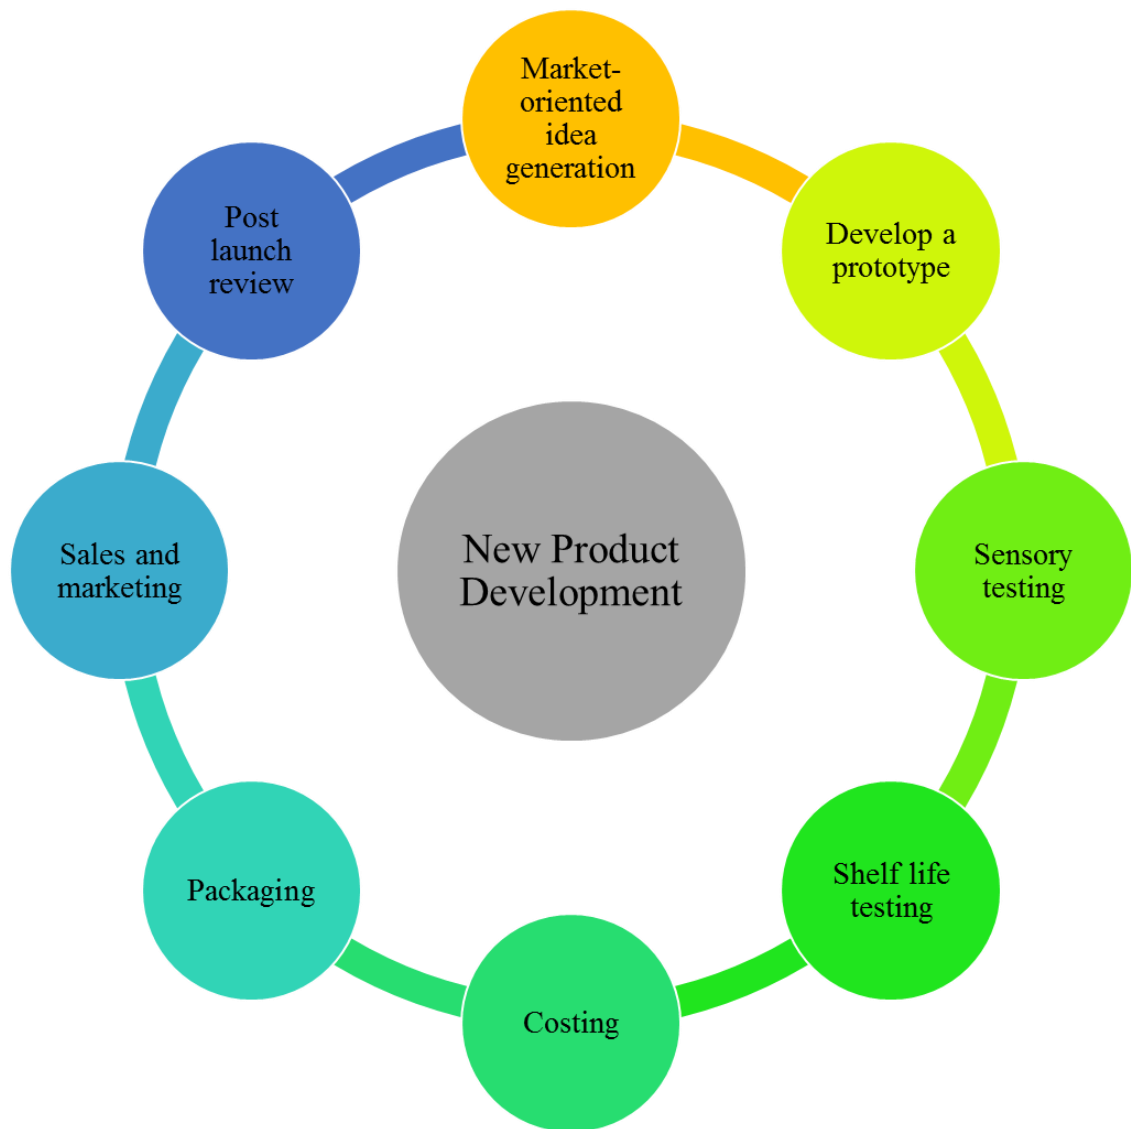 Market-
oriented
idea
generation
Develop a
prototype
Sensory
testing
Shelf life
testing
Costing
Packaging
Sales and
marketing
Post
launch
review
New Product
Development